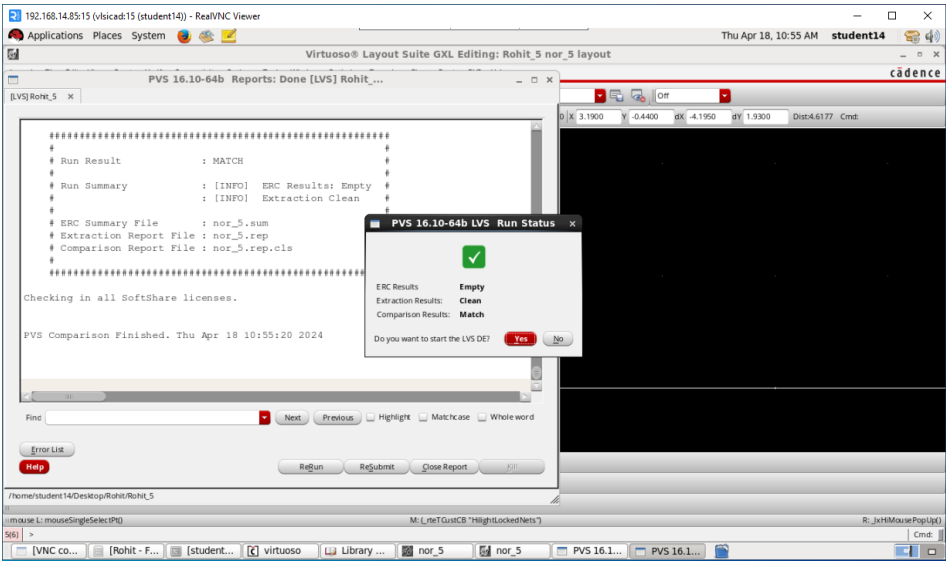 192.168.14.85:15 (vlsicad:15 (student14)) - RealVNC Viewer
Applications Places System Thu Apr 18, 10:55 AM student14
Virtuoso® Layout Suite GXL Editing: Rohit_5 nor_5 layout
cādence
PVS 16.10-64b Reports: Done [LVS] Rohit_...
[LVS] Rohit_5
Off
X 3.1900 Y -0.4400 dX -4.1950 dY 1.9300 Dist:4.6177 Cmd:
########################################################
# #
# Run Result : MATCH #
# #
# Run Summary : [INFO] ERC Results: Empty #
# : [INFO] Extraction Clean #
# #
# ERC Summary File : nor_5.sum
# Extraction Report File : nor_5.rep
# Comparison Report File : nor_5.rep.cls
#
####################################################
Checking in all SoftShare licenses.
PVS Comparison Finished. Thu Apr 18 10:55:20 2024
PVS 16.10-64b LVS Run Status
ERC Results Empty
Extraction Results: Clean
Comparison Results: Match
Do you want to start the LVS DE? Yes No
Find Next Previous Highlight Matchcase Whole word
Error List
Help ReRun ReSubmit Close Report Kill
/home/student14/Desktop/Rohit/Rohit_5
mouse L: mouseSingleSelectPt() M: (_rteTGustCB "HilightLockedNets") R: _lxHiMousePopUp()
5(6) > Cmd:
[VNC co... [Rohit - F... [student... virtuoso Library ... nor_5 nor_5 PVS 16.1... PVS 16.1...